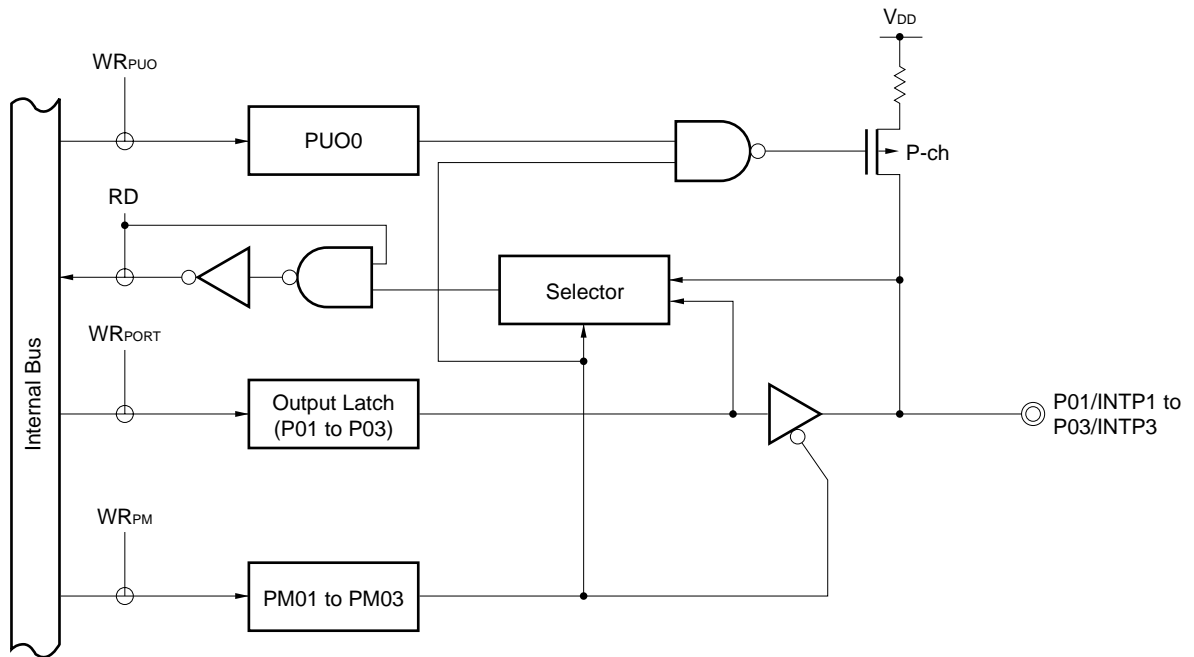 VDD
WRPUO
PUO0
P-ch
RD
Selector
WRPORT
Internal Bus
Output Latch
(P01 to P03)
P01/INTP1 to
P03/INTP3
WRPM
PM01 to PM03